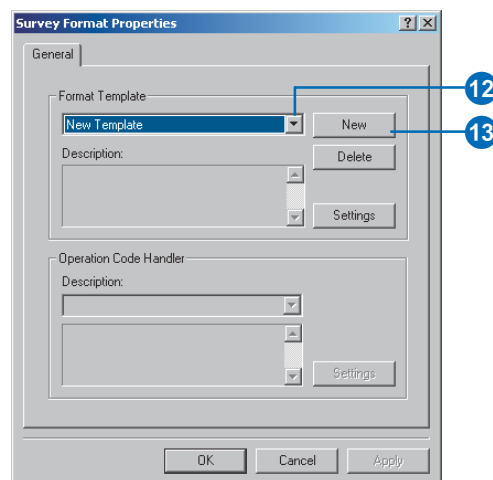 Survey Format Properties
General
Format Template
New Template
New
Description:
Delete
Settings
Operation Code Handler
Description:
Settings
OK
Cancel
Apply
12
13